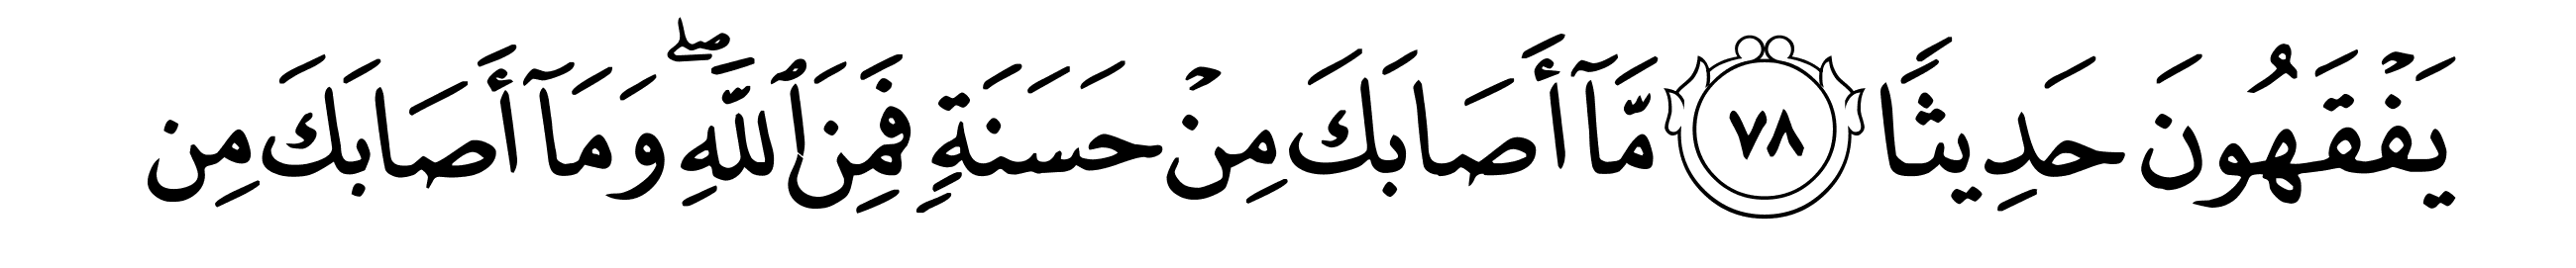 يَفۡقَهُونَ حَدِيثٗا ٧٨ مَّآ أَصَابَكَ مِنۡ حَسَنَةٖ فَمِنَ ٱللَّهِۖ وَمَآ أَصَابَكَ مِن